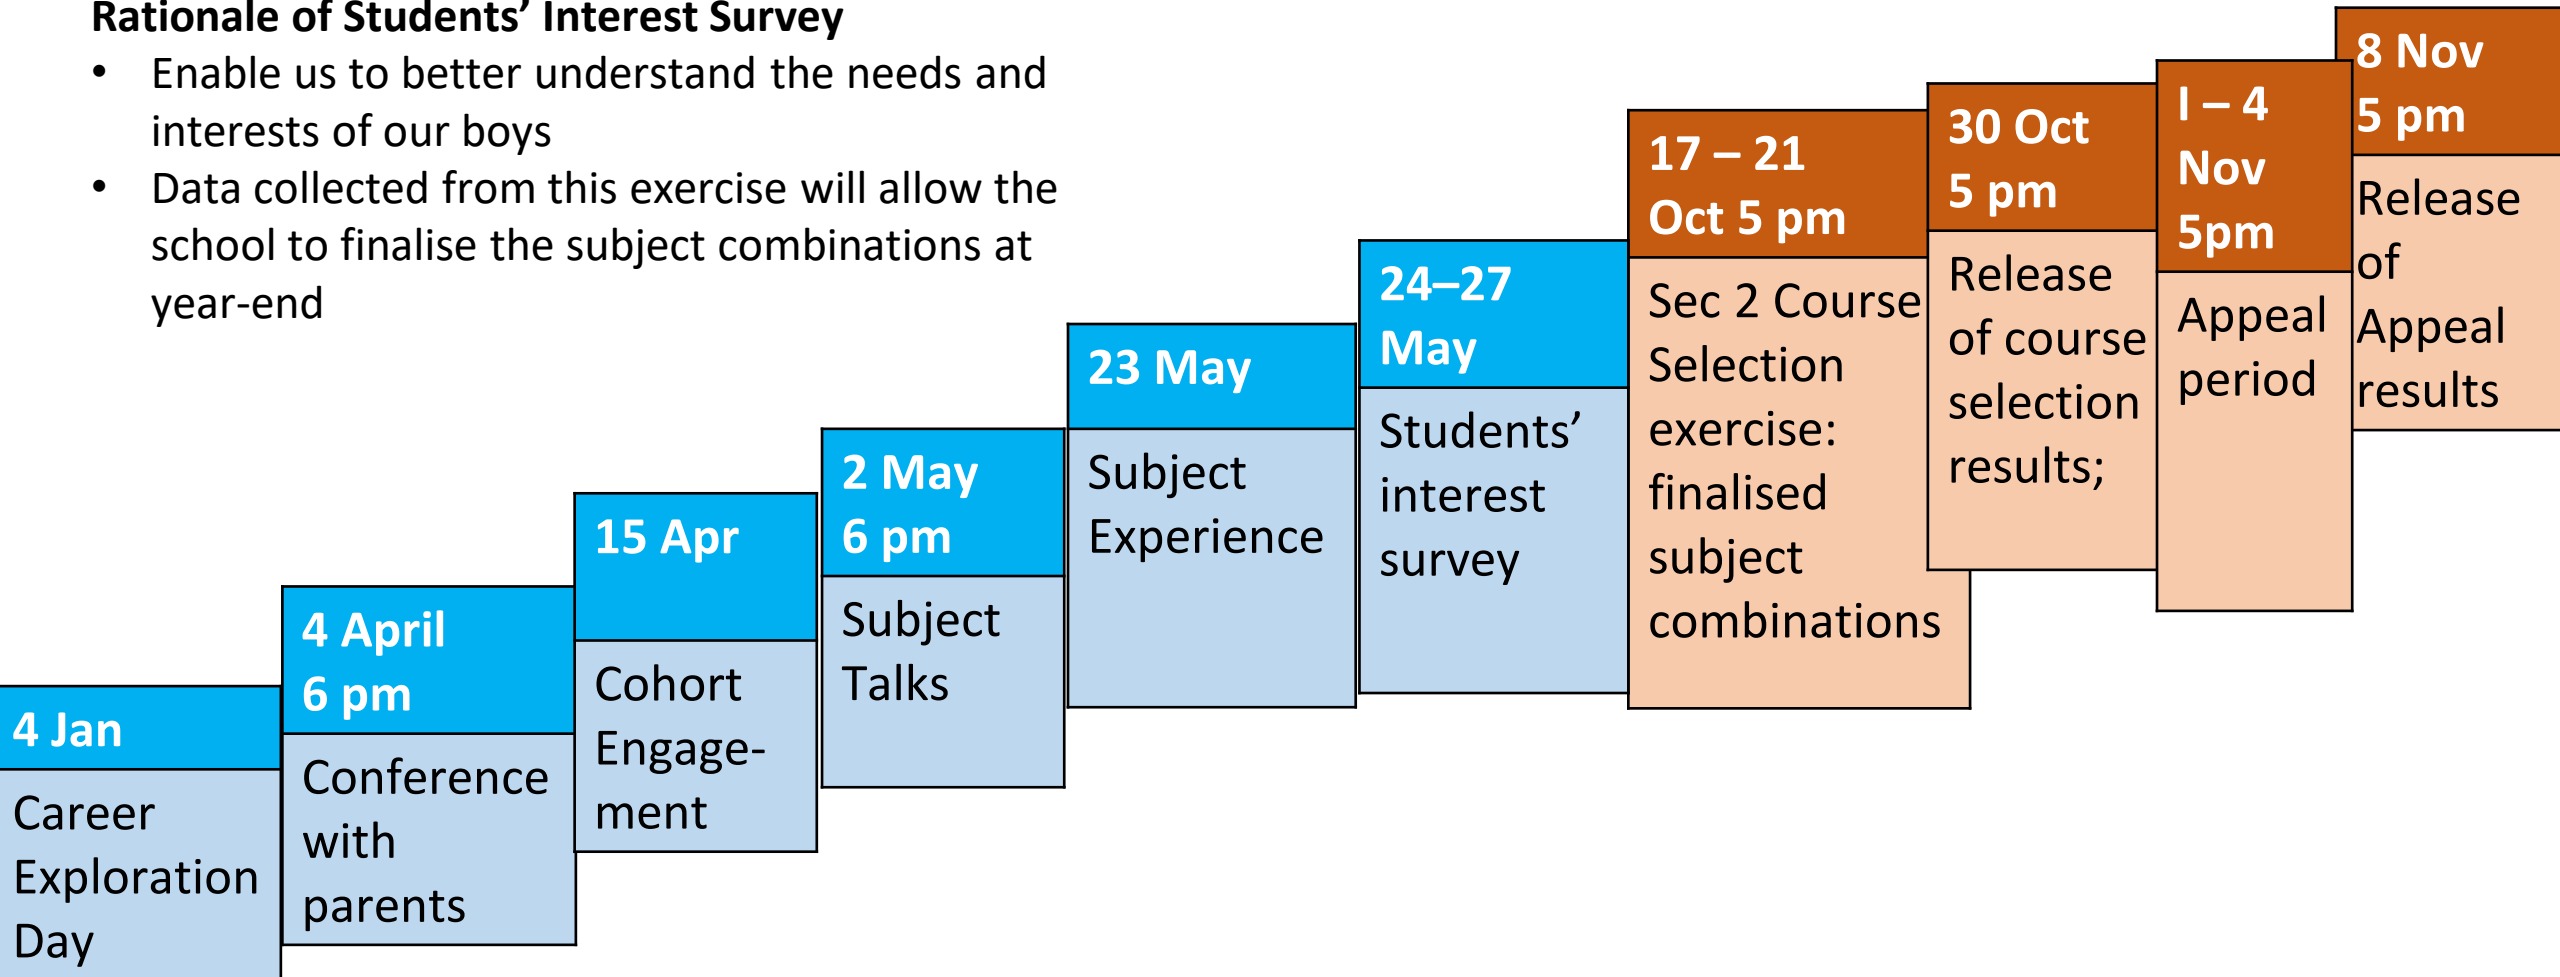 Rationale of Students’ Interest Survey
• Enable us to better understand the needs and
interests of our boys
• Data collected from this exercise will allow the
school to finalise the subject combinations at
year-end
4 Jan
Career
Exploration
Day
4 April
6 pm
Conference
with
parents
15 Apr
Cohort
Engage-
ment
2 May
6 pm
Subject
Talks
23 May
Subject
Experience
24–27
May
Students’
interest
survey
17 – 21
Oct 5 pm
Sec 2 Course
Selection
exercise:
finalised
subject
combinations
30 Oct
5 pm
Release
of course
selection
results;
I – 4
Nov
5pm
Appeal
period
8 Nov
5 pm
Release
of
Appeal
results